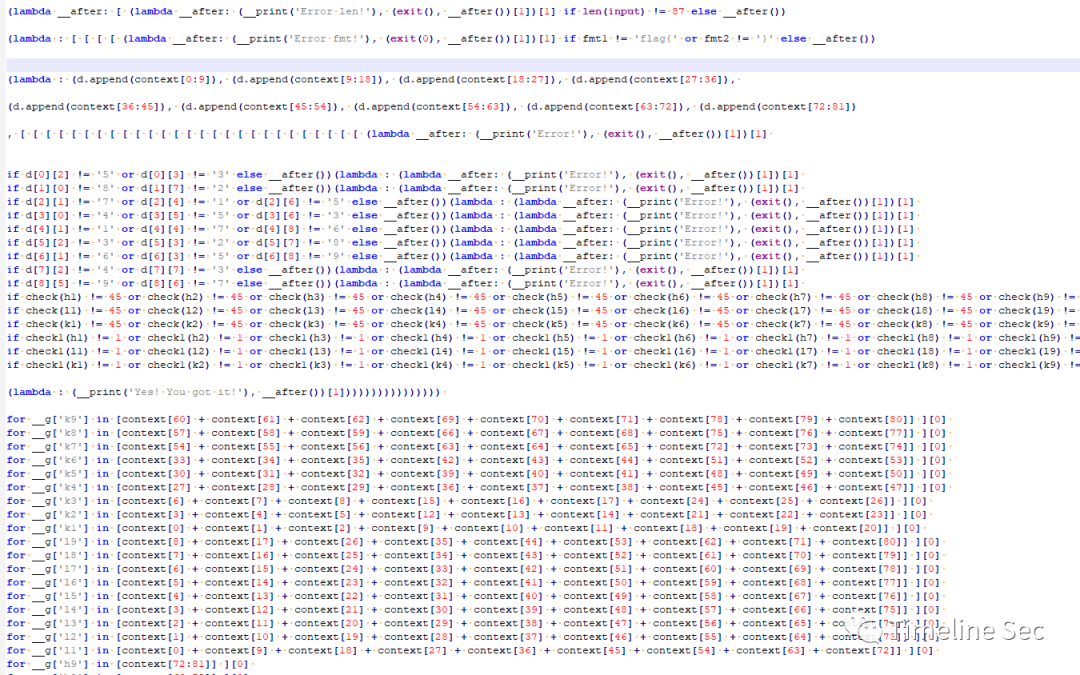 (lambda __after: [ (lambda __after: (__print('Error len!'), (exit(), __after())[1])[1] if len(input) != 87 else __after())
(lambda : [ [ [ [ (lambda __after: (__print('Error fmt!'), (exit(0), __after())[1])[1] if fmt1 != 'flag{' or fmt2 != '}' else __after())
(lambda : (d.append(context[0:9]), (d.append(context[9:18]), (d.append(context[18:27]), (d.append(context[27:36]),
(d.append(context[36:45]), (d.append(context[45:54]), (d.append(context[54:63]), (d.append(context[63:72]), (d.append(context[72:81])
, [ [ [ [ [ [ [ [ [ [ [ [ [ [ [ [ [ [ [ [ [ [ [ [ [ [ [ (lambda __after: (__print('Error!'), (exit(), __after())[1])[1]
if d[0][2] != '5' or d[0][3] != '3' else __after())(lambda : (lambda __after: (__print('Error!'), (exit(), __after())[1])[1]
if d[1][0] != '8' or d[1][7] != '2' else __after())(lambda : (lambda __after: (__print('Error!'), (exit(), __after())[1])[1]
if d[2][1] != '7' or d[2][4] != '1' or d[2][6] != '5' else __after())(lambda : (lambda __after: (__print('Error!'), (exit(), __after())[1])[1]
if d[3][0] != '4' or d[3][5] != '5' or d[3][6] != '3' else __after())(lambda : (lambda __after: (__print('Error!'), (exit(), __after())[1])[1]
if d[4][1] != '1' or d[4][4] != '7' or d[4][8] != '6' else __after())(lambda : (lambda __after: (__print('Error!'), (exit(), __after())[1])[1]
if d[5][2] != '3' or d[5][3] != '2' or d[5][7] != '8' else __after())(lambda : (lambda __after: (__print('Error!'), (exit(), __after())[1])[1]
if d[6][1] != '6' or d[6][3] != '5' or d[6][8] != '9' else __after())(lambda : (lambda __after: (__print('Error!'), (exit(), __after())[1])[1]
if d[7][2] != '4' or d[7][7] != '3' else __after())(lambda : (lambda __after: (__print('Error!'), (exit(), __after())[1])[1]
if d[8][5] != '9' or d[8][6] != '7' else __after())(lambda : (lambda __after: (__print('Error!'), (exit(), __after())[1])[1]
if check(h1) != 45 or check(h2) != 45 or check(h3) != 45 or check(h4) != 45 or check(h5) != 45 or check(h6) != 45 or check(h7) != 45 or check(h8) != 45 or check(h9) !=
if check(l1) != 45 or check(l2) != 45 or check(l3) != 45 or check(l4) != 45 or check(l5) != 45 or check(l6) != 45 or check(l7) != 45 or check(l8) != 45 or check(l9) !=
if check(k1) != 45 or check(k2) != 45 or check(k3) != 45 or check(k4) != 45 or check(k5) != 45 or check(k6) != 45 or check(k7) != 45 or check(k8) != 45 or check(k9) !=
if check1(h1) != 1 or check1(h2) != 1 or check1(h3) != 1 or check1(h4) != 1 or check1(h5) != 1 or check1(h6) != 1 or check1(h7) != 1 or check1(h8) != 1 or check1(h9)
if check1(l1) != 1 or check1(l2) != 1 or check1(l3) != 1 or check1(l4) != 1 or check1(l5) != 1 or check1(l6) != 1 or check1(l7) != 1 or check1(l8) != 1 or check1(l9)
if check1(k1) != 1 or check1(k2) != 1 or check1(k3) != 1 or check1(k4) != 1 or check1(k5) != 1 or check1(k6) != 1 or check1(k7) != 1 or check1(k8) != 1 or check1(k9)
(lambda : (__print('Yes! You got it!'), __after())[1])))))))))))))))))
for __g['k9'] in [context[60] + context[61] + context[62] + context[69] + context[70] + context[71] + context[78] + context[79] + context[80]] ][0]
for __g['k8'] in [context[57] + context[58] + context[59] + context[66] + context[67] + context[68] + context[75] + context[76] + context[77]] ][0]
for __g['k7'] in [context[54] + context[55] + context[56] + context[63] + context[64] + context[65] + context[72] + context[73] + context[74]] ][0]
for __g['k6'] in [context[33] + context[34] + context[35] + context[42] + context[43] + context[44] + context[51] + context[52] + context[53]] ][0]
for __g['k5'] in [context[30] + context[31] + context[32] + context[39] + context[40] + context[41] + context[48] + context[49] + context[50]] ][0]
for __g['k4'] in [context[27] + context[28] + context[29] + context[36] + context[37] + context[38] + context[45] + context[46] + context[47]] ][0]
for __g['k3'] in [context[6] + context[7] + context[8] + context[15] + context[16] + context[17] + context[24] + context[25] + context[26]] ][0]
for __g['k2'] in [context[3] + context[4] + context[5] + context[12] + context[13] + context[14] + context[21] + context[22] + context[23]] ][0]
for __g['k1'] in [context[0] + context[1] + context[2] + context[9] + context[10] + context[11] + context[18] + context[19] + context[20]] ][0]
for __g['l9'] in [context[8] + context[17] + context[26] + context[35] + context[44] + context[53] + context[62] + context[71] + context[80]] ][0]
for __g['l8'] in [context[7] + context[16] + context[25] + context[34] + context[43] + context[52] + context[61] + context[70] + context[79]] ][0]
for __g['l7'] in [context[6] + context[15] + context[24] + context[33] + context[42] + context[51] + context[60] + context[69] + context[78]] ][0]
for __g['l6'] in [context[5] + context[14] + context[23] + context[32] + context[41] + context[50] + context[59] + context[68] + context[77]] ][0]
for __g['l5'] in [context[4] + context[13] + context[22] + context[31] + context[40] + context[49] + context[58] + context[67] + context[76]] ][0]
for __g['l4'] in [context[3] + context[12] + context[21] + context[30] + context[39] + context[48] + context[57] + context[66] + context[75]] ][0]
for __g['l3'] in [context[2] + context[11] + context[20] + context[29] + context[38] + context[47] + context[56] + context[65] +
for __g['l2'] in [context[1] + context[10] + context[19] + context[28] + context[37] + context[46] + context[55] + context[64] +
Timeline Sec
for __g['l1'] in [context[0] + context[9] + context[18] + context[27] + context[36] + context[45] + context[54] + context[63] + context[72]] ][0]
for __g['h9'] in [context[72:81]] ][0]